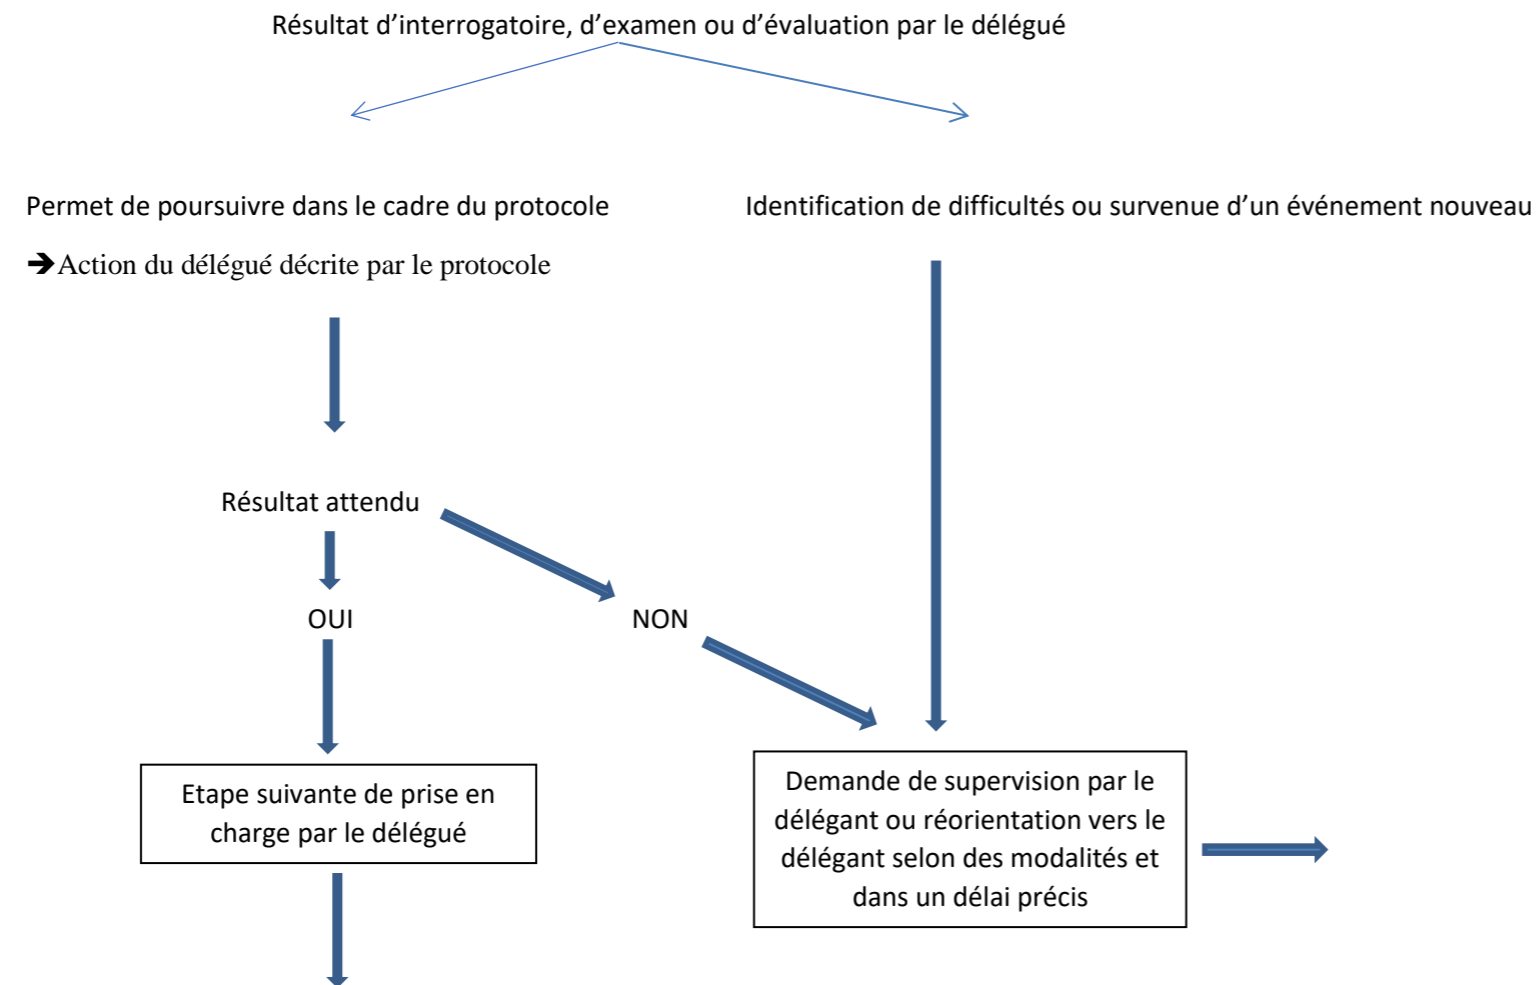 Résultat d’interrogatoire, d’examen ou d’évaluation par le délégué
Permet de poursuivre dans le cadre du protocole
Identification de difficultés ou survenue d’un événement nouveau
➔Action du délégué décrite par le protocole
Résultat attendu
OUI
NON
Etape suivante de prise en
charge par le délégué
Demande de supervision par le
délégant ou réorientation vers le
délégant selon des modalités et
dans un délai précis